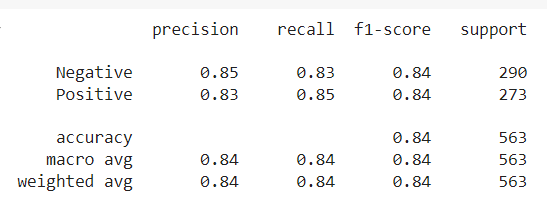 precision recall f1-score support
Negative 0.85 0.83 0.84 290
Positive 0.83 0.85 0.84 273
accuracy 0.84 563
macro avg 0.84 0.84 0.84 563
weighted avg 0.84 0.84 0.84 563